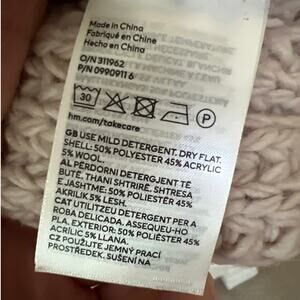 Made in China
Fabriqué en Chine
Hecho en China
O/N 311962
P/N 0990911 6
30
P
hm.com/takecare
GB USE MILD DETERGENT. DRY FLAT.
SHELL: 50% POLYESTER 45% ACRYLIC
5% WOOL.
AL PËRDORNI DETERGJENT TË
BUTË. THANI SHTRIRË. SHTRESA
E JASHTME: 50% POLIESTËR 45%
AKRILIK 5% LESH.
CAT UTILITZEU DETERGENT PER A
ROBA DELICADA. ASSEQUEU-HO
PLA. EXTERIOR: 50% POLIÈSTER 45%
ACRÍLIC 5% LLANA.
CZ POUŽIJTE JEMNÝ PRACÍ
PROSTŘEDEK. SUŠENÍ NA